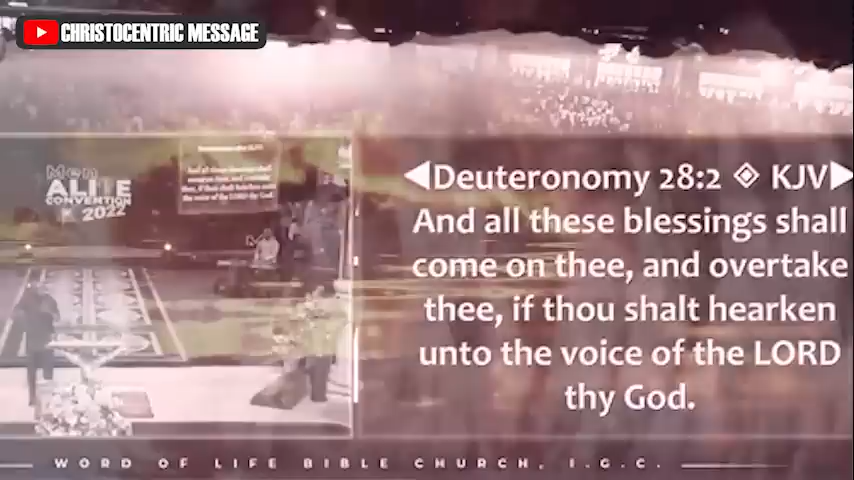 CHRISTOCENTRIC MESSAGE
Men
ALIVE
CONVENTION
2022
Deuteronomy 28:2 KJV
And all these blessings shall
come on thee, and overtake
thee, if thou shalt hearken
unto the voice of the LORD
thy God.
WORD OF LIFE BIBLE CHURCH, I.G.C.